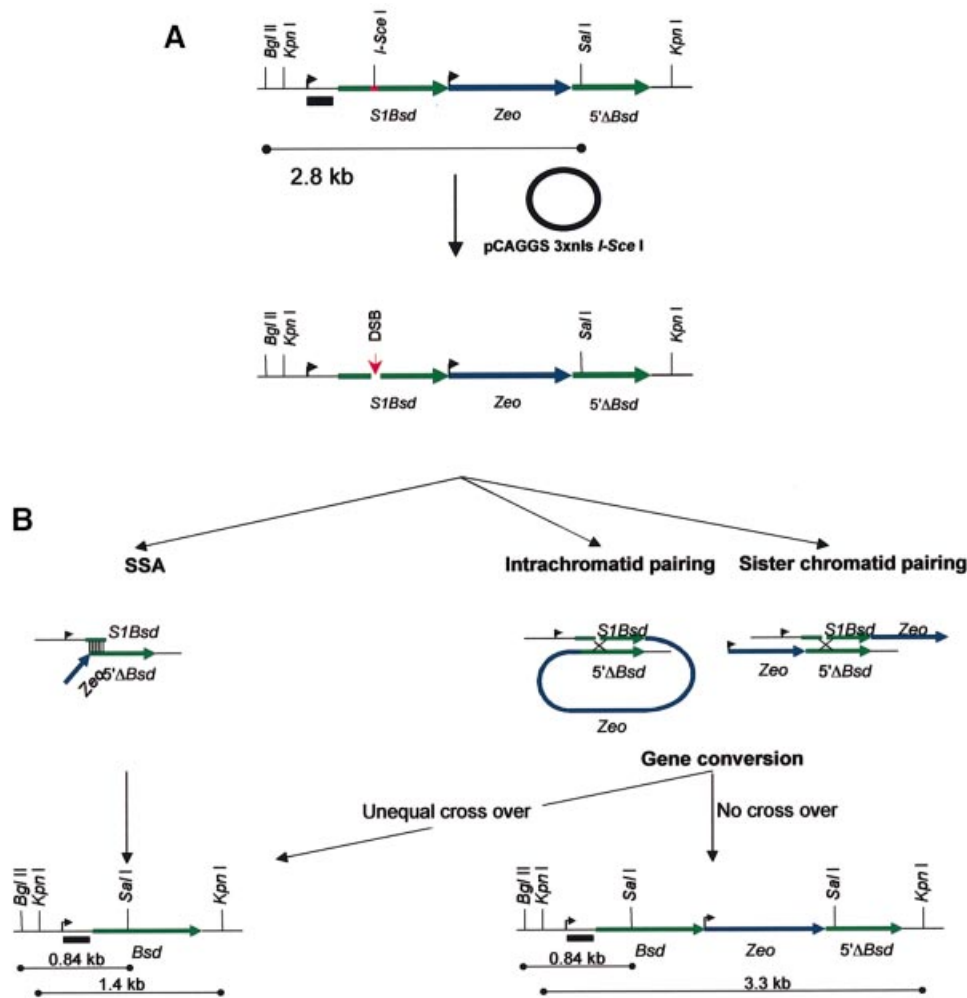 A
Bgl II
Kpn I
I-Sce I
Sal I
Kpn I
S1Bsd
Zeo
5'ΔBsd
2.8 kb
pCAGGS 3xnls I-Sce I
Bgl II
Kpn I
DSB
Sal I
Kpn I
S1Bsd
Zeo
5'ΔBsd
B
SSA
Intrachromatid pairing
Sister chromatid pairing
S1Bsd
Zeo
5'ΔBsd
S1Bsd
5'ΔBsd
Zeo
S1Bsd
Zeo
Zeo
5'ΔBsd
Gene conversion
Unequal cross over
No cross over
Bgl II
Kpn I
Sal I
Kpn I
Bsd
0.84 kb
1.4 kb
Bgl II
Kpn I
Sal I
Sal I
Kpn I
Bsd
Zeo
5'ΔBsd
0.84 kb
3.3 kb